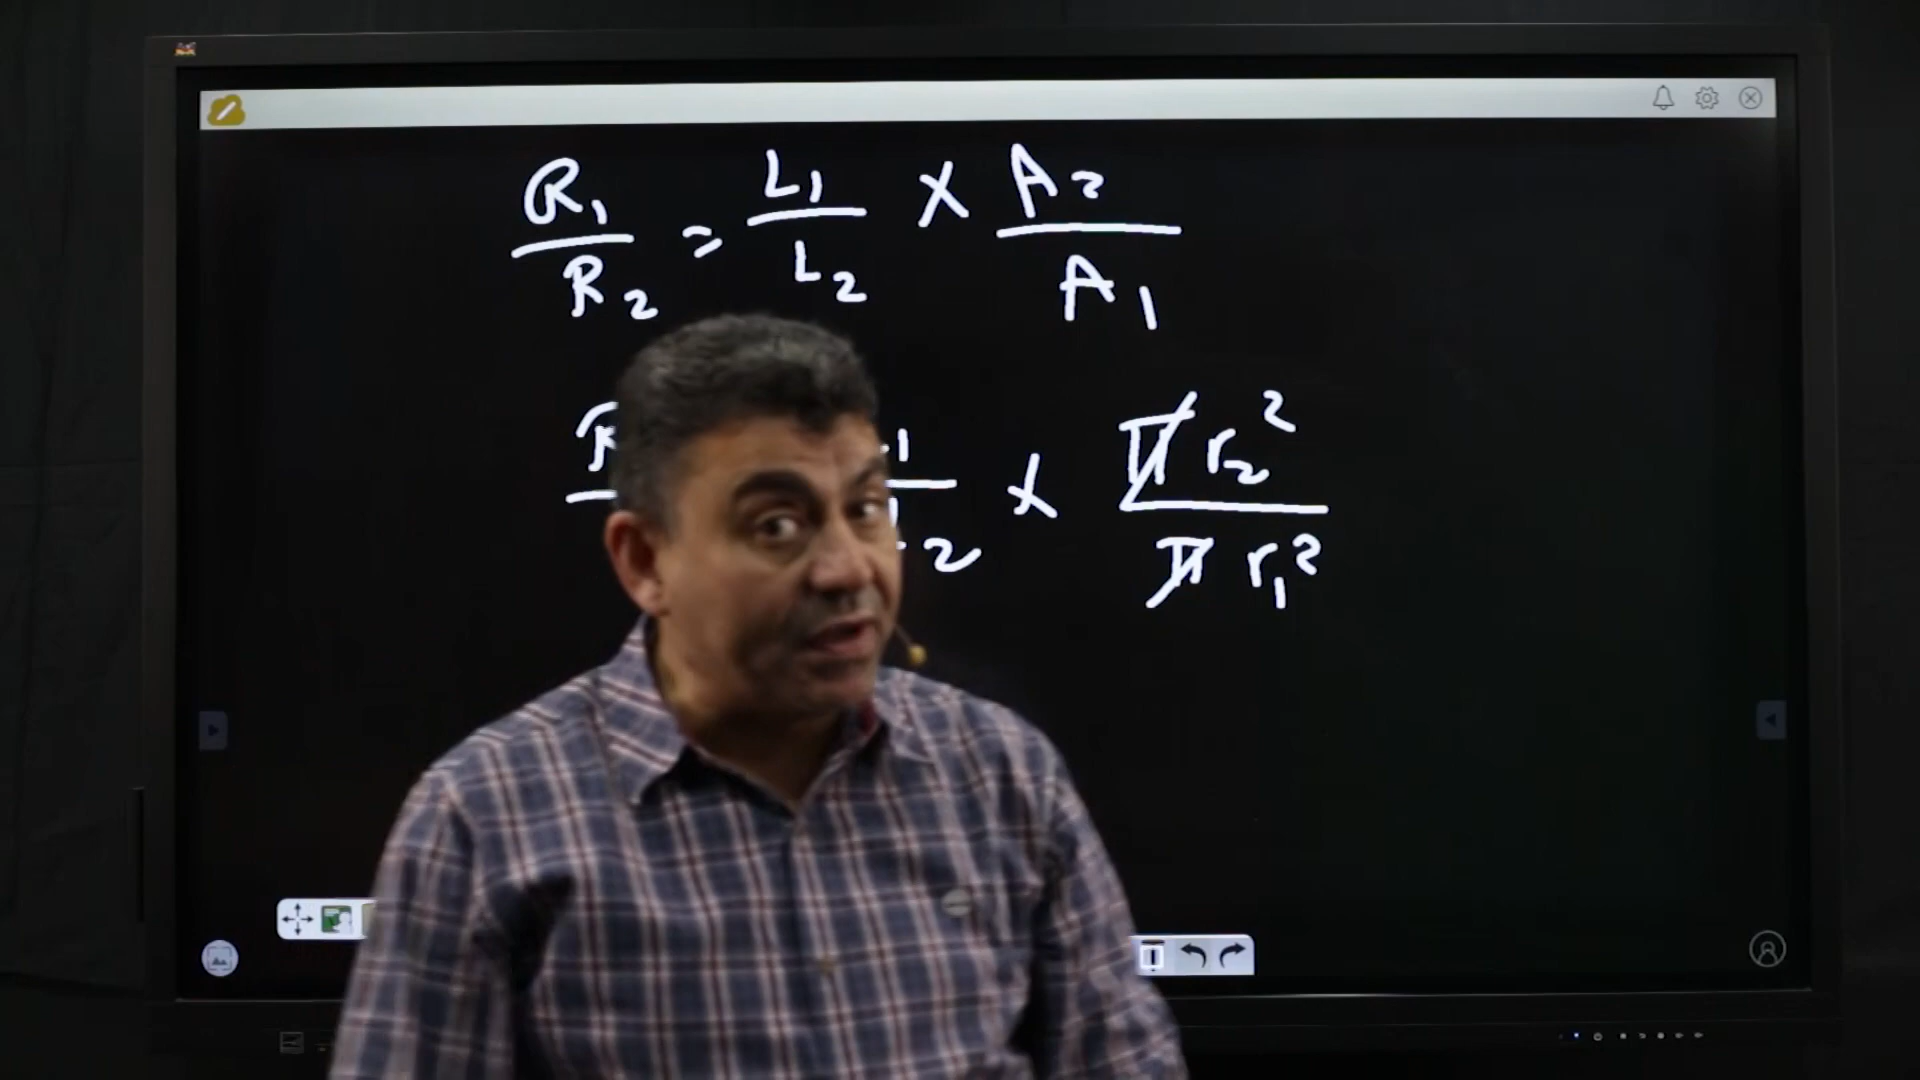 R₁/R₂ = L₁/L₂ × A₂/A₁
× π r₂² / π r₁²